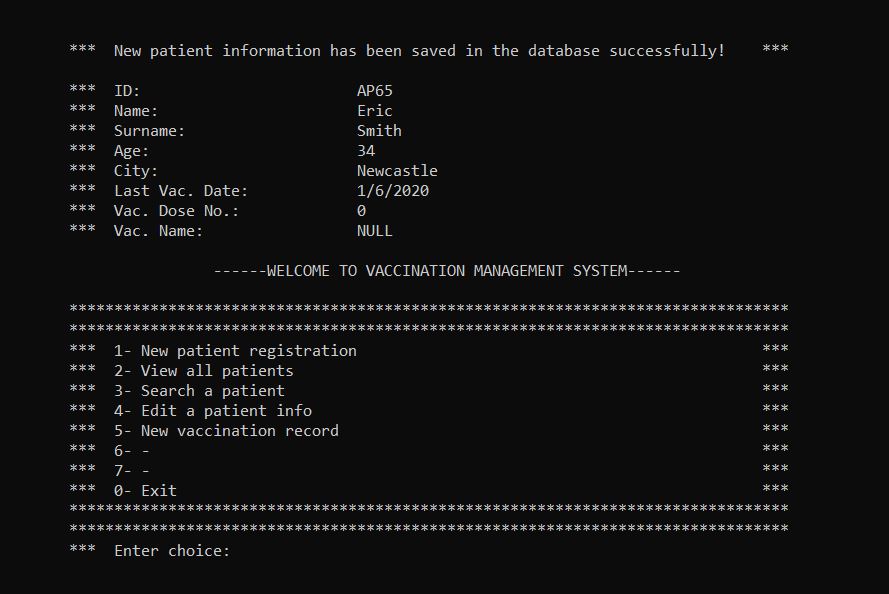 ***  New patient information has been saved in the database successfully!    ***
***  ID:                        AP65
***  Name:                      Eric
***  Surname:                   Smith
***  Age:                       34
***  City:                      Newcastle
***  Last Vac. Date:            1/6/2020
***  Vac. Dose No.:             0
***  Vac. Name:                 NULL
------WELCOME TO VACCINATION MANAGEMENT SYSTEM------
********************************************************************************
********************************************************************************
***  1- New patient registration                                             ***
***  2- View all patients                                                    ***
***  3- Search a patient                                                     ***
***  4- Edit a patient info                                                  ***
***  5- New vaccination record                                               ***
***  6- -                                                                    ***
***  7- -                                                                    ***
***  0- Exit                                                                 ***
********************************************************************************
********************************************************************************
***  Enter choice: